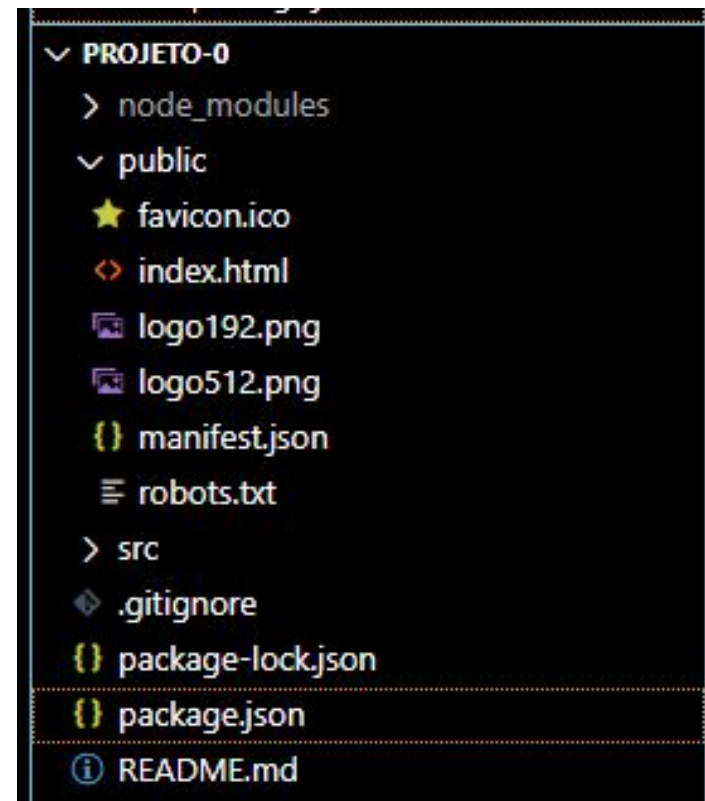 PROJETO-0
node_modules
public
favicon.ico
index.html
logo192.png
logo512.png
manifest.json
robots.txt
src
.gitignore
package-lock.json
package.json
README.md